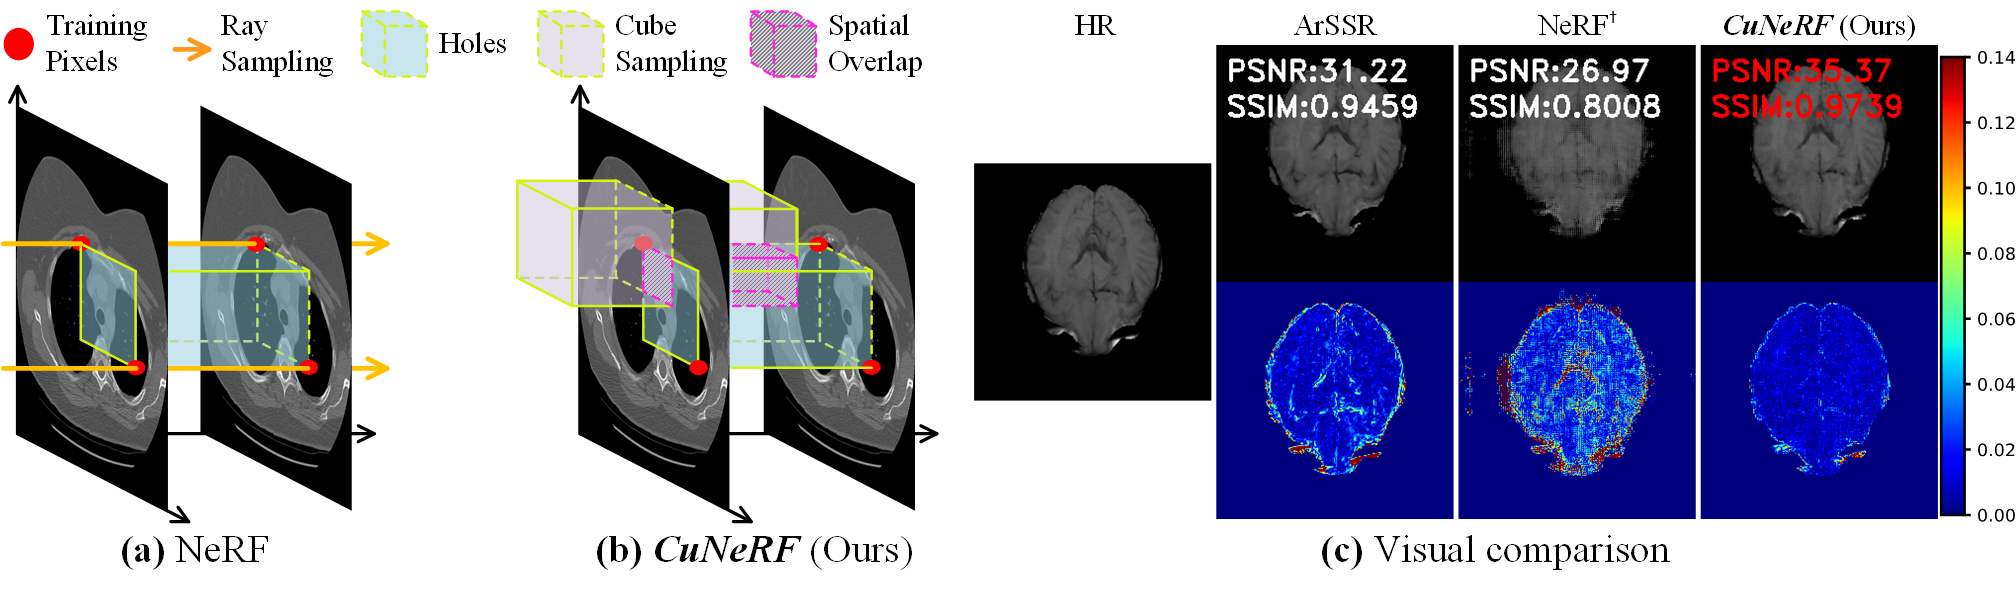 Training Pixels
Ray Sampling
Holes
Cube Sampling
Spatial Overlap
HR
ArSSR
NeRF†
CuNeRF (Ours)
PSNR:31.22
SSIM:0.9459
PSNR:26.97
SSIM:0.8008
PSNR:35.37
SSIM:0.9739
0.14
0.12
0.10
0.08
0.06
0.04
0.02
0.00
(a) NeRF
(b) CuNeRF (Ours)
(c) Visual comparison